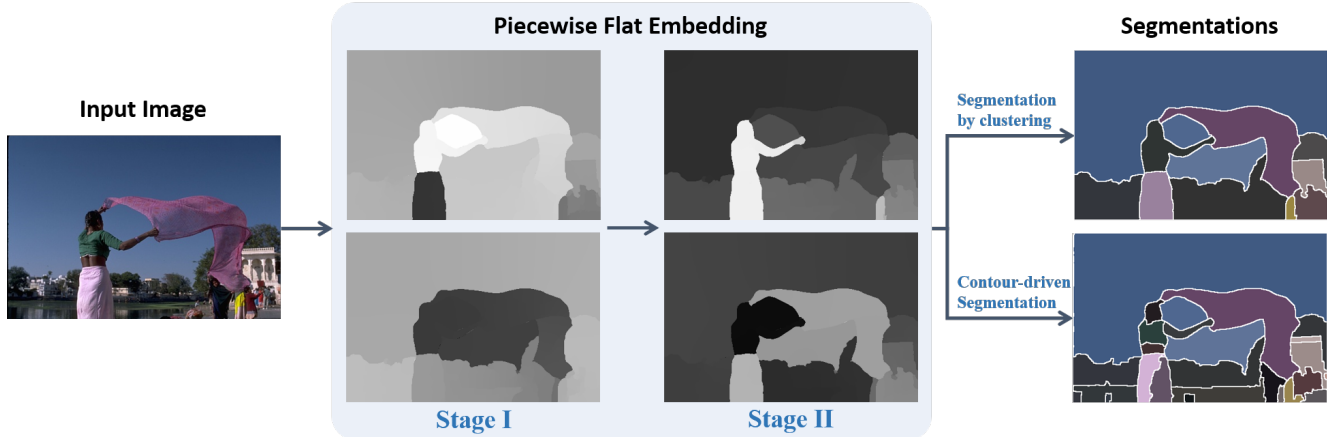 Piecewise Flat Embedding
Segmentations
Input Image
Segmentation
by clustering
Contour-driven
Segmentation
Stage I
Stage II